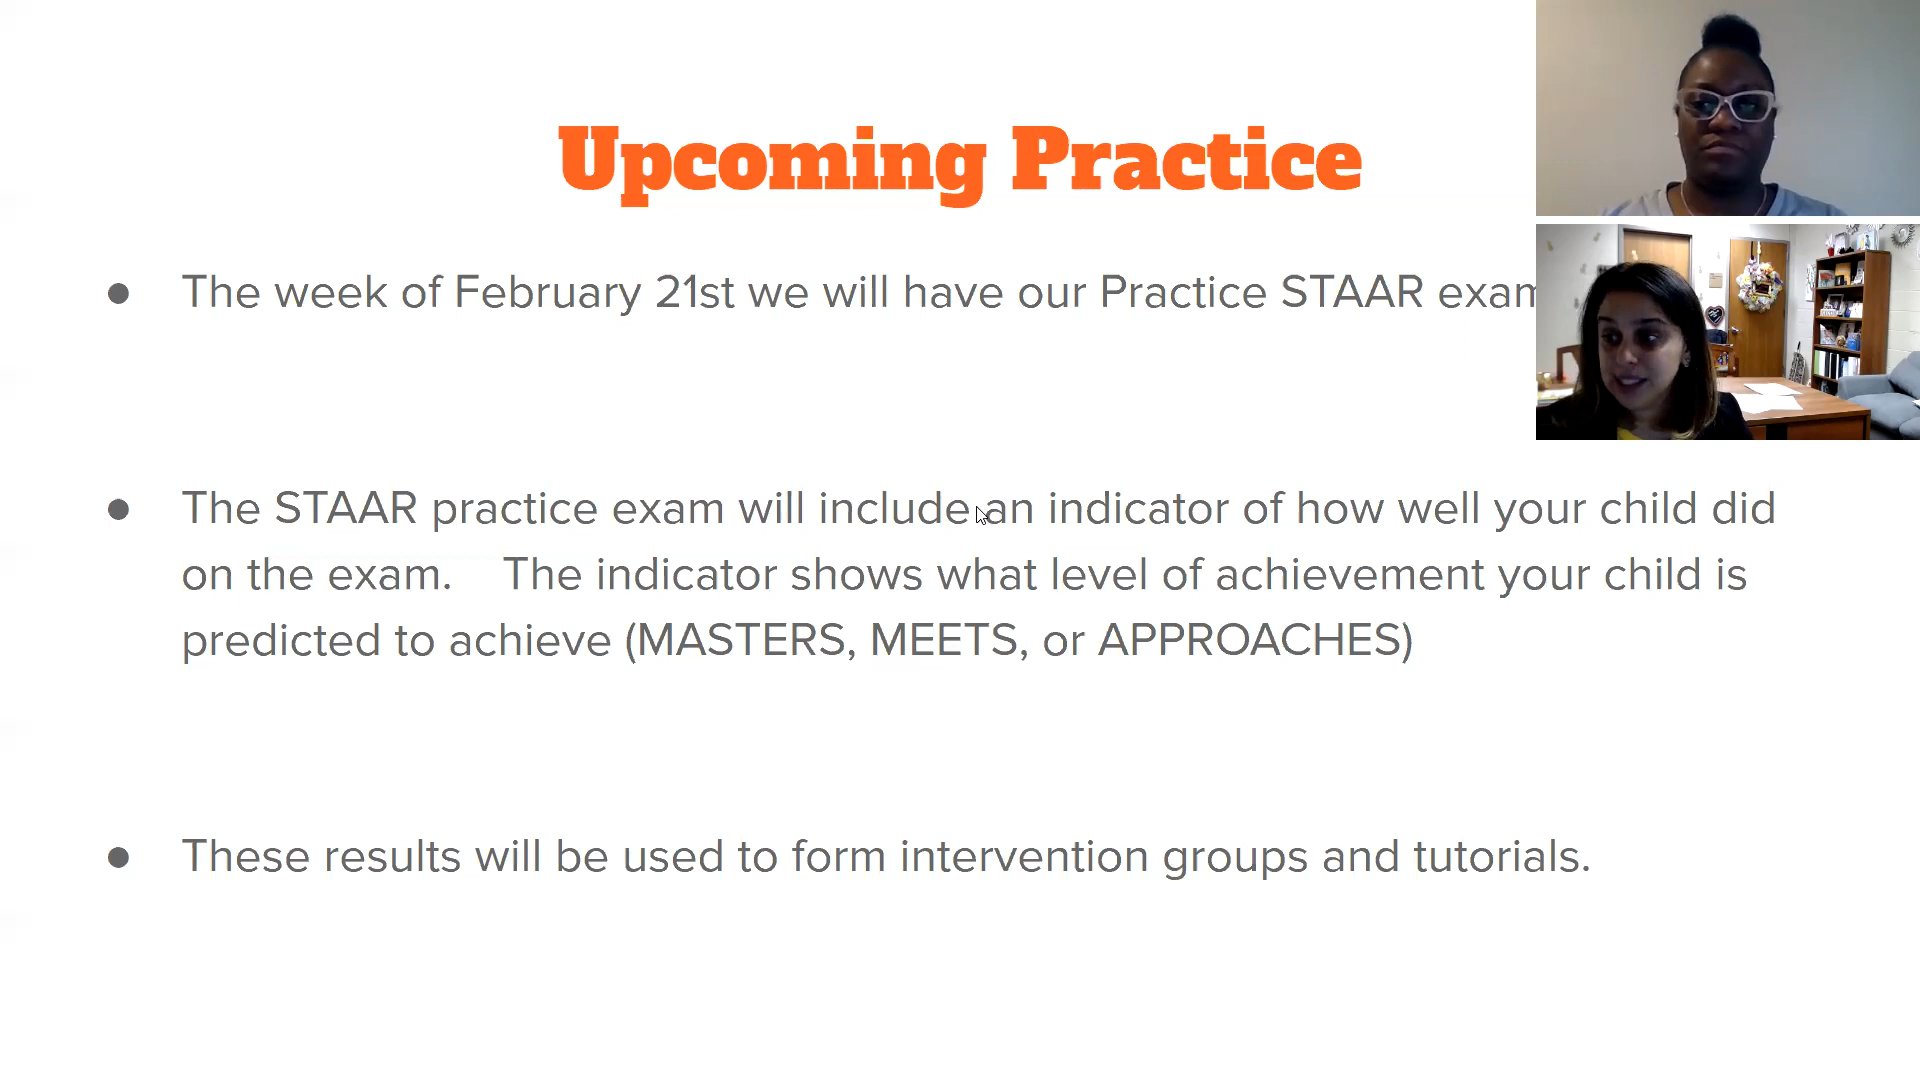 Upcoming Practice
● The week of February 21st we will have our Practice STAAR exam
● The STAAR practice exam will include an indicator of how well your child did
on the exam. The indicator shows what level of achievement your child is
predicted to achieve (MASTERS, MEETS, or APPROACHES)
● These results will be used to form intervention groups and tutorials.